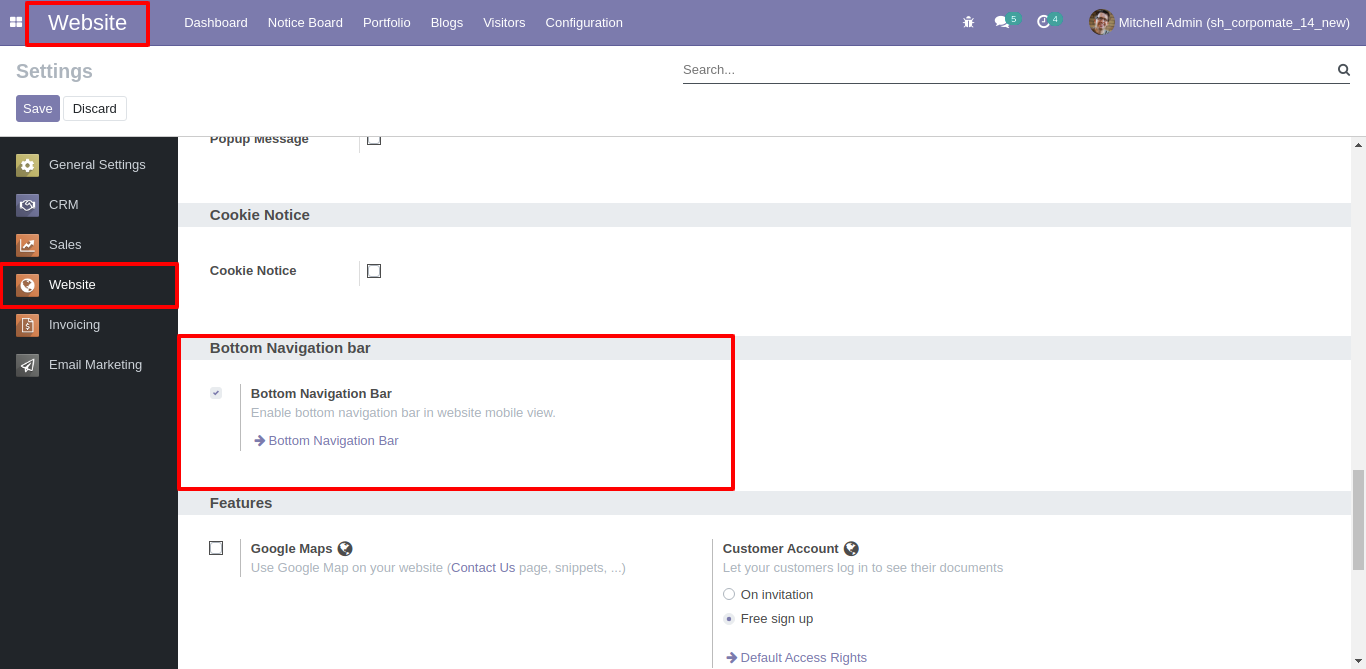 Website Dashboard Notice Board Portfolio Blogs Visitors Configuration 5 4 Mitchell Admin (sh_corpomate_14_new)
Settings
Search...
Save Discard
General Settings
CRM
Sales
Website
Invoicing
Email Marketing
Popup Message
Cookie Notice
Cookie Notice
Bottom Navigation bar
Bottom Navigation Bar
Enable bottom navigation bar in website mobile view.
Bottom Navigation Bar
Features
Google Maps
Use Google Map on your website (Contact Us page, snippets, ...)
Customer Account
Let your customers log in to see their documents
On invitation
Free sign up
Default Access Rights